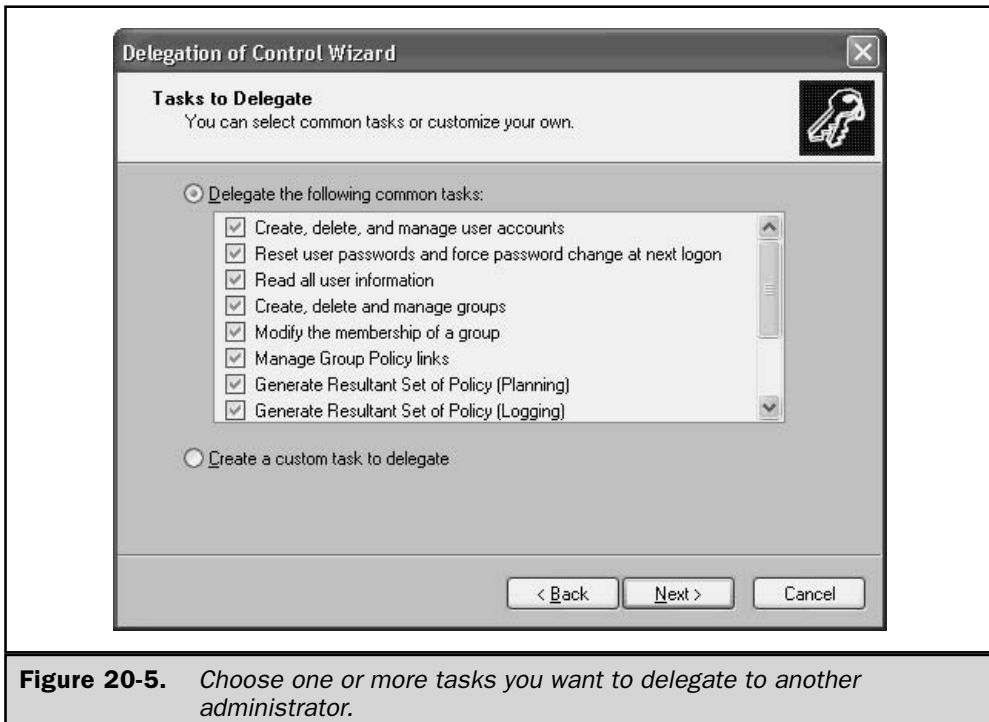 Delegation of Control Wizard
Tasks to Delegate
You can select common tasks or customize your own.
Delegate the following common tasks:
Create, delete, and manage user accounts
Reset user passwords and force password change at next logon
Read all user information
Create, delete and manage groups
Modify the membership of a group
Manage Group Policy links
Generate Resultant Set of Policy (Planning)
Generate Resultant Set of Policy (Logging)
Create a custom task to delegate
< Back Next > Cancel
Figure 20-5. Choose one or more tasks you want to delegate to another
administrator.